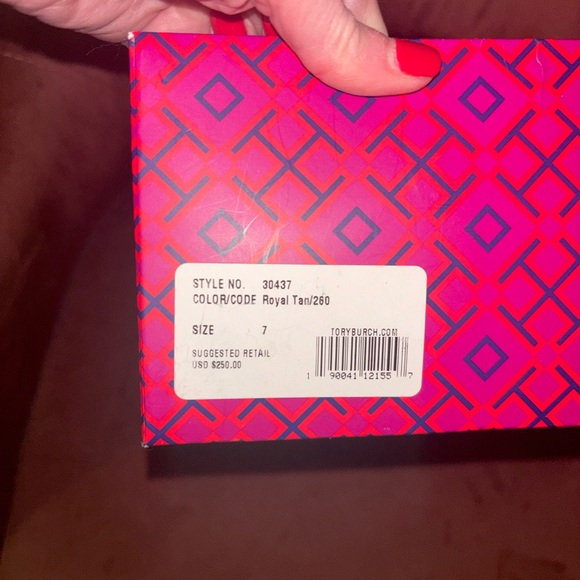 STYLE NO. 30437
COLOR/CODE Royal Tan/260
SIZE 7
SUGGESTED RETAIL
USD $250.00
TORYBURCH.COM
1 90041 12155 7